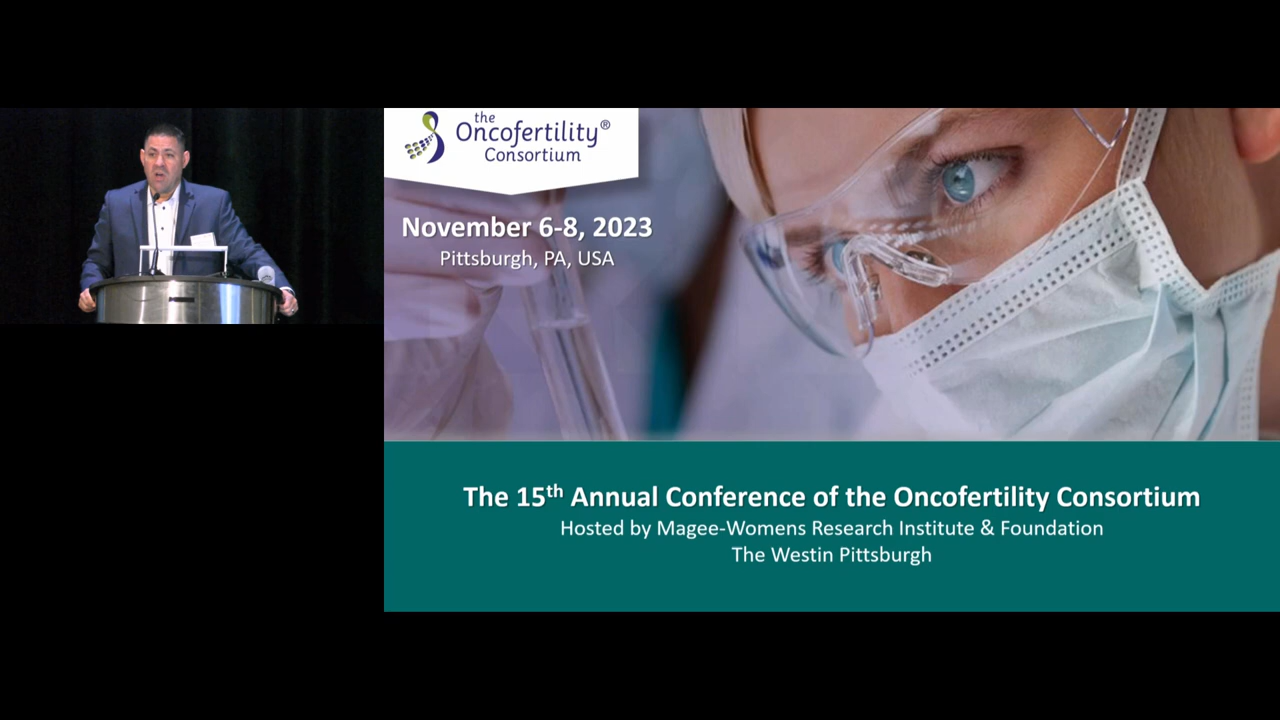 the
Oncofertility®
Consortium
November 6-8, 2023
Pittsburgh, PA, USA
The 15th Annual Conference of the Oncofertility Consortium
Hosted by Magee-Womens Research Institute & Foundation
The Westin Pittsburgh